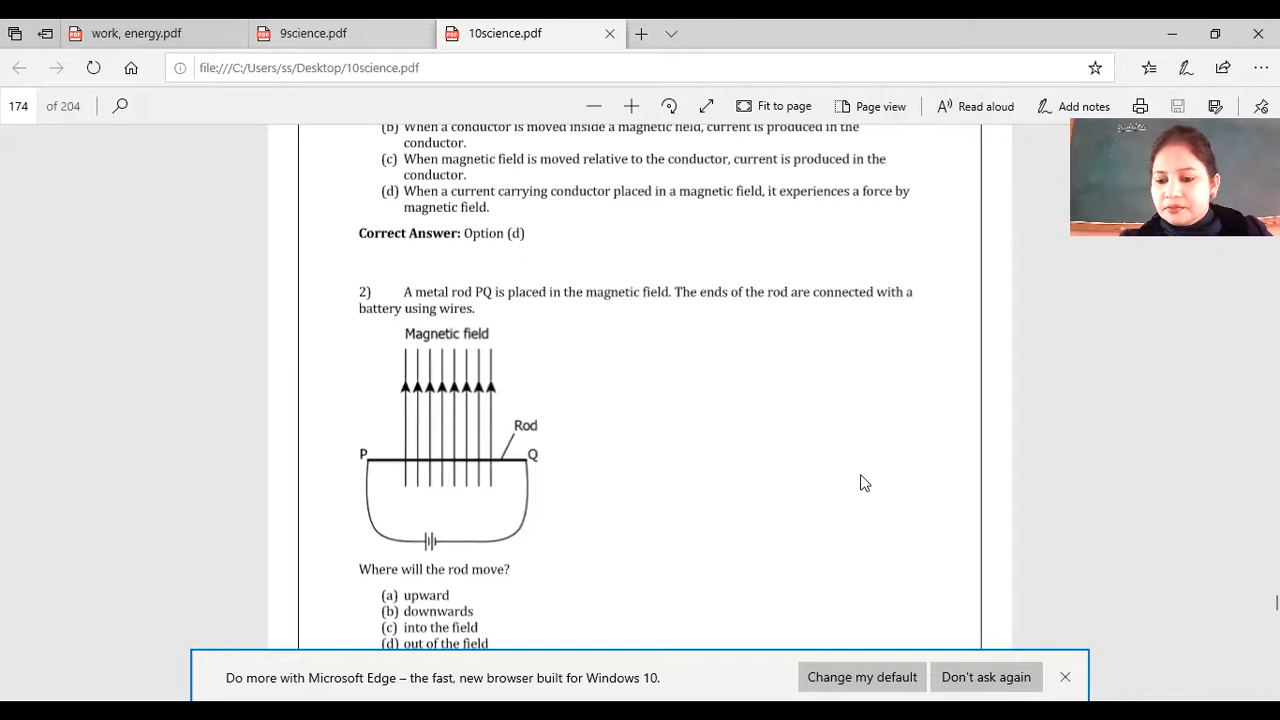 work, energy.pdf
9science.pdf
10science.pdf
file:///C:/Users/ss/Desktop/10science.pdf
174 of 204
Fit to page
Page view
Read aloud
Add notes
(b) When a conductor is moved inside a magnetic field, current is produced in the
conductor.
(c) When magnetic field is moved relative to the conductor, current is produced in the
conductor.
(d) When a current carrying conductor placed in a magnetic field, it experiences a force by
magnetic field.
Correct Answer: Option (d)
2) A metal rod PQ is placed in the magnetic field. The ends of the rod are connected with a
battery using wires.
Magnetic field
Rod
P
Q
Where will the rod move?
(a) upward
(b) downwards
(c) into the field
(d) out of the field
Do more with Microsoft Edge – the fast, new browser built for Windows 10.
Change my default
Don't ask again